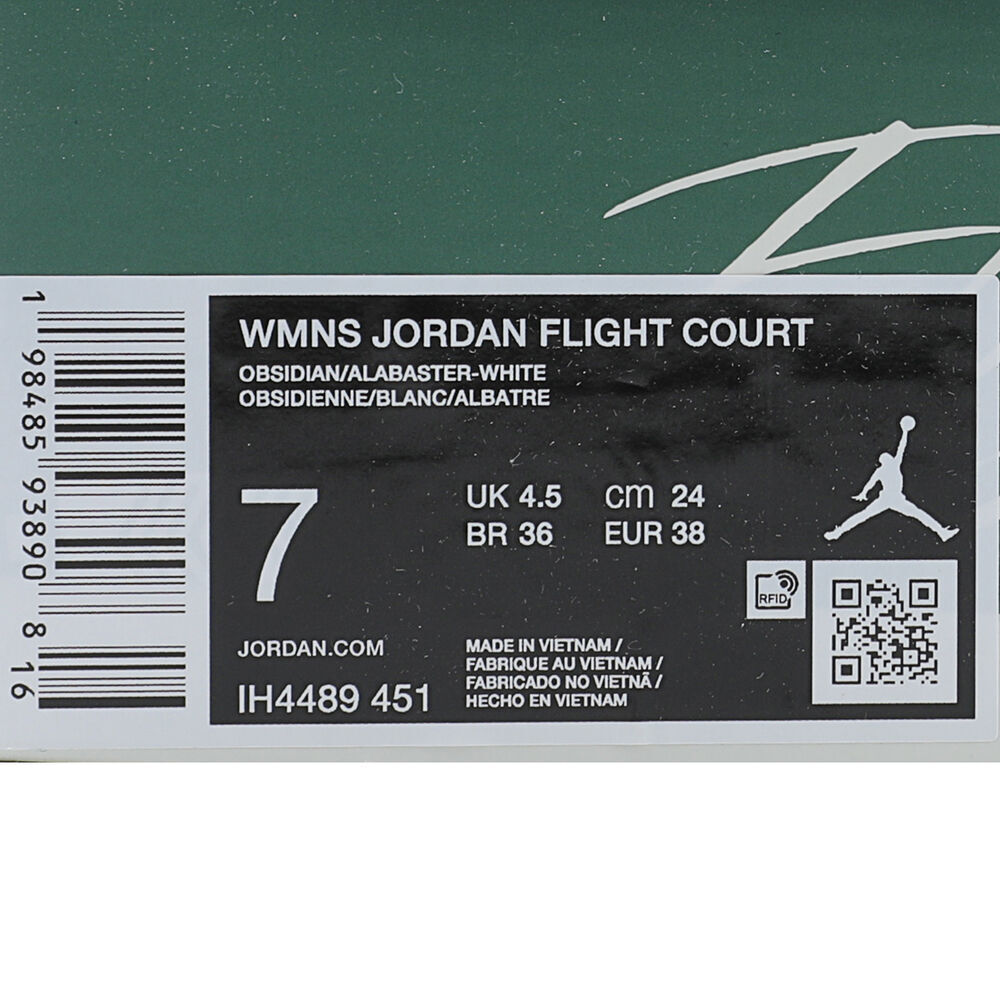 WMNS JORDAN FLIGHT COURT
OBSIDIAN/ALABASTER-WHITE
OBSIDIENNE/BLANC/ALBATRE
7
UK 4.5 cm 24
BR 36 EUR 38
RFID
JORDAN.COM
IH4489 451
MADE IN VIETNAM /
FABRIQUE AU VIETNAM /
FABRICADO NO VIETNÃ /
HECHO EN VIETNAM
1 98485 93890 8 16